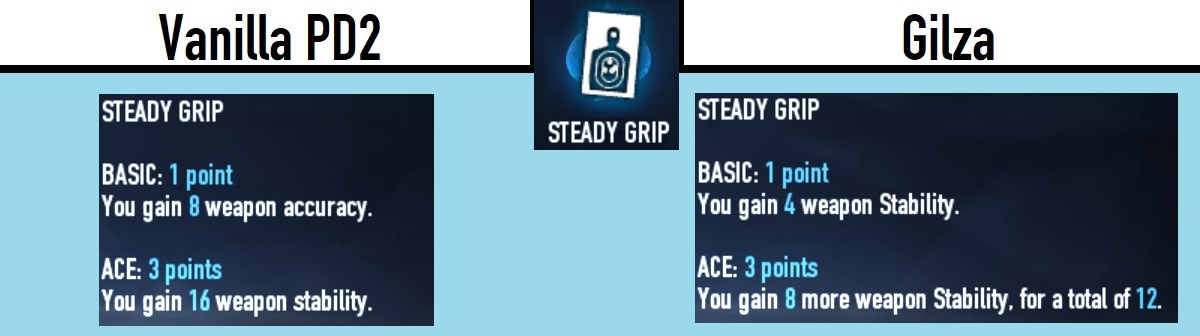 Vanilla PD2
STEADY GRIP
BASIC: 1 point
You gain 8 weapon accuracy.
ACE: 3 points
You gain 16 weapon stability.
STEADY GRIP
Gilza
STEADY GRIP
BASIC: 1 point
You gain 4 weapon Stability.
ACE: 3 points
You gain 8 more weapon Stability, for a total of 12.